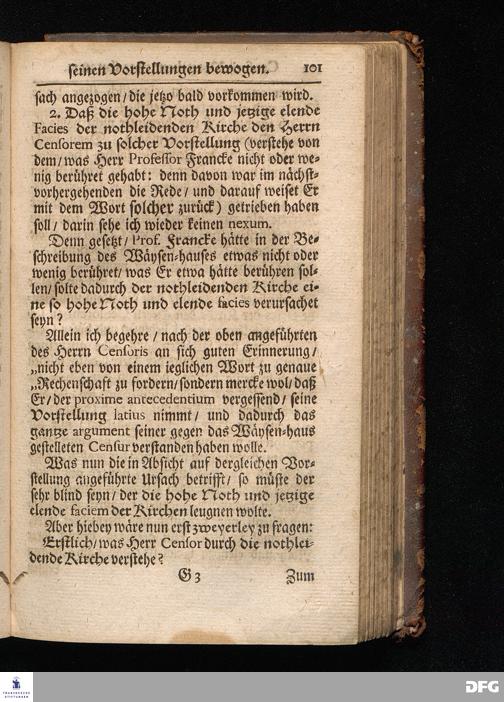 seinen Vorstellungen bewogen. 101
sach angezogen/die jetzo bald vorkommen wird.
2. Daß die hohe Noth und jetzige elende
Facies der nothleidenden Kirche den Herrn
Censorem zu solcher Vorstellung (verstehe von
dem/was Herr Professor Francke nicht oder we-
nig berühret gehabt: denn davon war im nächst-
vorhergehenden die Rede/ und darauf weiset Er
mit dem Wort solcher zurück) getrieben haben
soll/ darin sehe ich wieder keinen nexum.
Denn gesetzt/ Prof. Francke hätte in der Be-
schreibung des Wäysen-hauses etwas nicht oder
wenig berühret/ was Er etwa hätte berühren sol-
len/ solte dadurch der nothleidenden Kirche ei-
ne so hohe Noth und elende facies verursachet
seyn?
Allein ich begehre/ nach der oben angeführten
des Herrn Censoris an sich guten Erinnerung/
„nicht eben von einem ieglichen Wort zu genaue
„Rechenschaft zu fordern/sondern mercke wol/daß
Er/ der proxime antecedentium vergessend/ seine
Vorstellung latius nimmt/ und dadurch das
gantze argument seiner gegen das Wäysen-haus
gestelleten Censur verstanden haben wolle.
Was nun die in Absicht auf dergleichen Vor-
stellung angeführte Ursach betrifft/ so müste der
sehr blind seyn/ der die hohe Noth und jetzige
elende faciem der Kirchen leugnen wolte.
Aber hiebey wäre nun erst zweyerley zu fragen:
Erstlich/ was Herr Censor durch die nothlei-
dende Kirche verstehe?
G 3 Zum
FRANCKESCHE
STIFTUNGEN
DFG